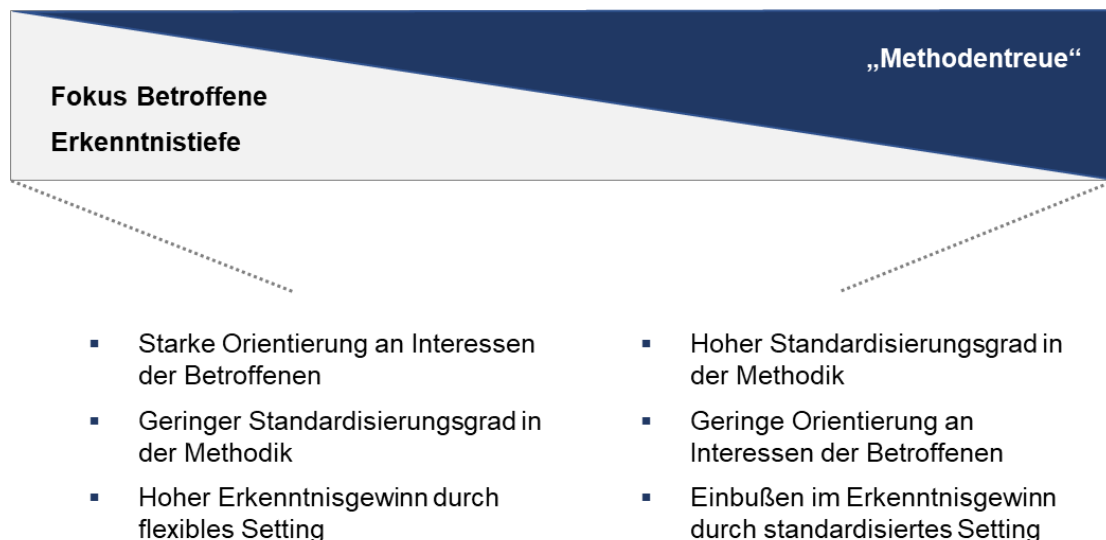 „Methodentreue“
Fokus Betroffene
Erkenntnistiefe
▪ Starke Orientierung an Interessen
der Betroffenen
▪ Geringer Standardisierungsgrad in
der Methodik
▪ Hoher Erkenntnisgewinn durch
flexibles Setting
▪ Hoher Standardisierungsgrad in
der Methodik
▪ Geringe Orientierung an
Interessen der Betroffenen
▪ Einbußen im Erkenntnisgewinn
durch standardisiertes Setting